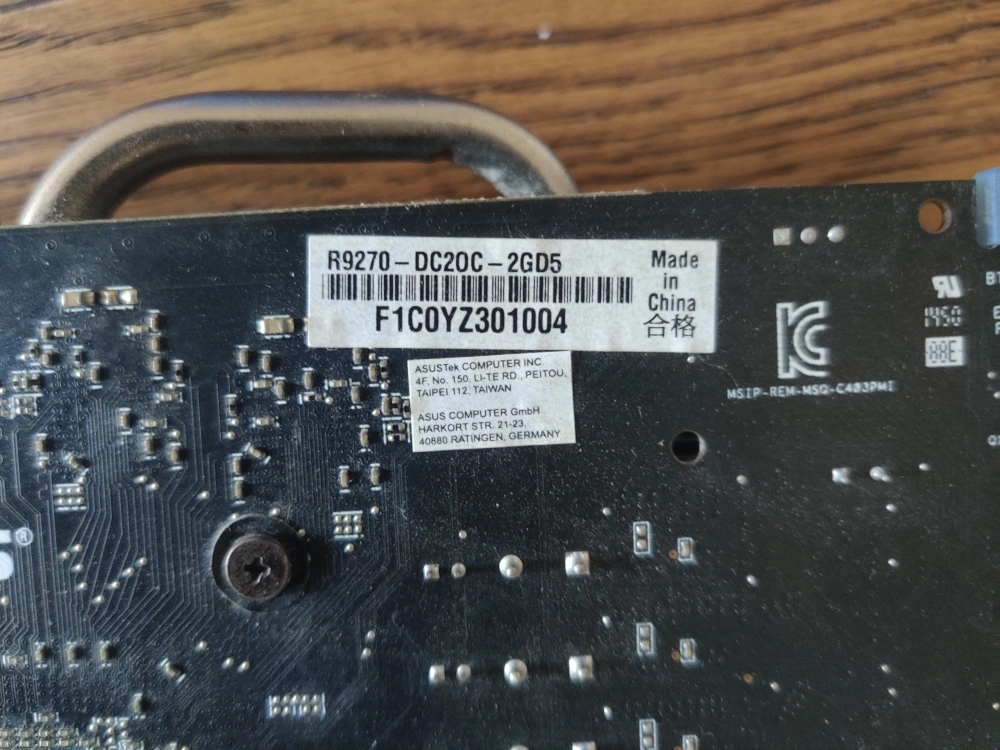 R9270-DC2OC-2GD5
F1C0YZ301004
Made
in
China
合格
ASUSTek COMPUTER INC.
4F, No. 150, LI-TE RD., PEITOU,
TAIPEI 112, TAIWAN
ASUS COMPUTER GmbH
HARKORT STR. 21-23,
40880 RATINGEN, GERMANY
MSIP-REM-MSQ-C403PMI
1450
®